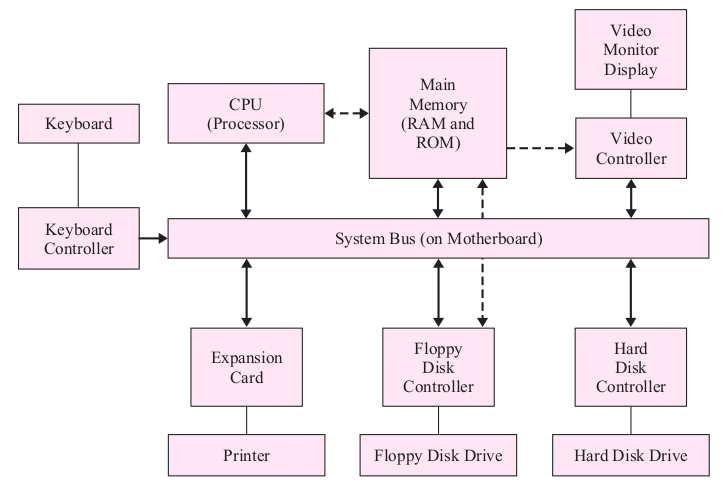 Video
Monitor
Display
Main
Memory
(RAM and
ROM)
CPU
(Processor)
Keyboard
Video
Controller
Keyboard
Controller
System Bus (on Motherboard)
Expansion
Card
Floppy
Disk
Controller
Hard
Disk
Controller
Printer
Floppy Disk Drive
Hard Disk Drive